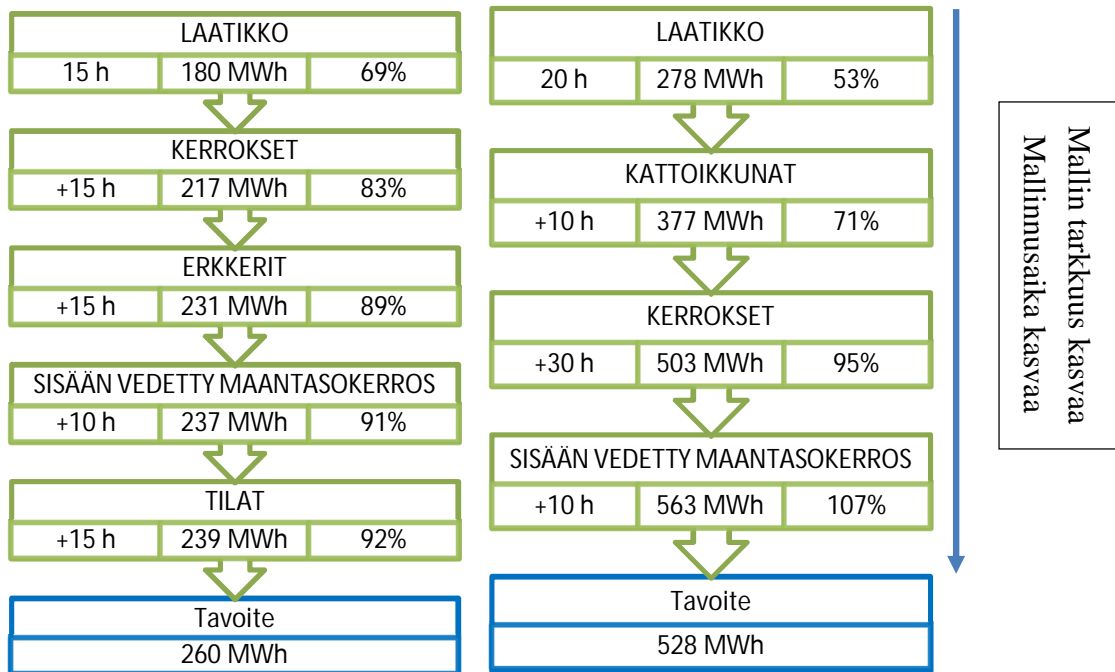 LAATIKKO
15 h 180 MWh 69%
KERROKSET
+15 h 217 MWh 83%
ERKKERIT
+15 h 231 MWh 89%
SISÄÄN VEDETTY MAANTASOKERROS
+10 h 237 MWh 91%
TILAT
+15 h 239 MWh 92%
Tavoite
260 MWh
LAATIKKO
20 h 278 MWh 53%
KATTOIKKUNAT
+10 h 377 MWh 71%
KERROKSET
+30 h 503 MWh 95%
SISÄÄN VEDETTY MAANTASOKERROS
+10 h 563 MWh 107%
Tavoite
528 MWh
Mallin tarkkuus kasvaa
Mallinnusaika kasvaa